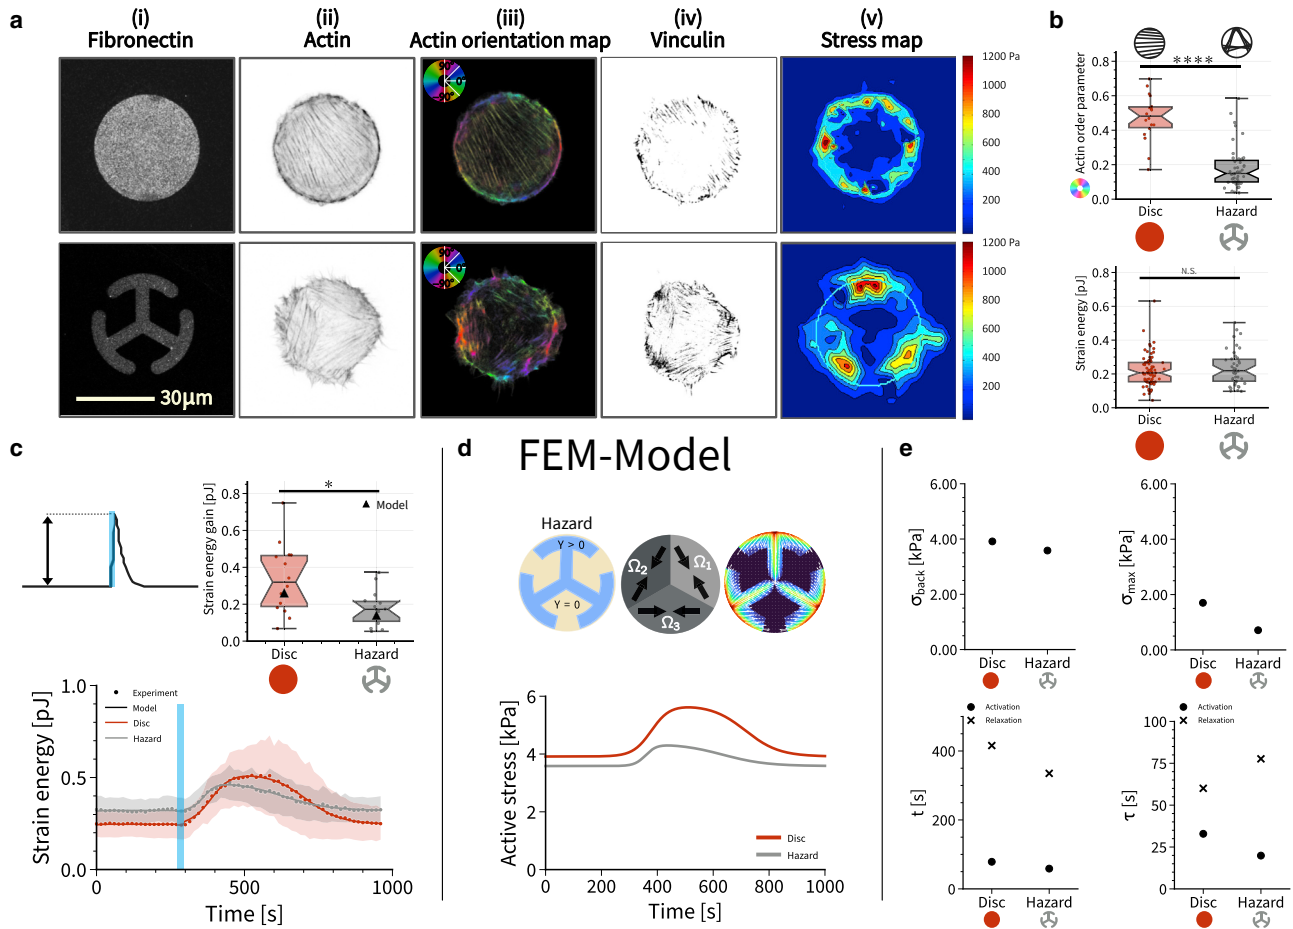 a
(i)
Fibronectin
(ii)
Actin
(iii)
Actin orientation map
(iv)
Vinculin
(v)
Stress map
90°
0°
-90°
1200 Pa
1000
800
600
400
200
90°
0°
-90°
1200 Pa
1000
800
600
400
200
30µm
b
Actin order parameter
0.8
0.6
0.4
0.2
0.0
****
Disc
Hazard
Strain energy [pJ]
0.8
0.6
0.4
0.2
0.0
N.S.
Disc
Hazard
c
Strain energy gain [pJ]
0.8
0.6
0.4
0.2
0.0
*
Model
Disc
Hazard
Strain energy [pJ]
1.0
0.5
0.0
Experiment
Model
Disc
Hazard
0
500
1000
Time [s]
d
FEM-Model
Hazard
Y > 0
Y = 0
Ω1
Ω2
Ω3
Active stress [kPa]
6
4
2
0
Disc
Hazard
0
200
400
600
800
1000
Time [s]
e
σback [kPa]
6.00
4.00
2.00
0.00
Disc
Hazard
σmax [kPa]
6.00
4.00
2.00
0.00
Disc
Hazard
Activation
Relaxation
t [s]
400
200
0
Disc
Hazard
Activation
Relaxation
τ [s]
100
75
50
25
0
Disc
Hazard